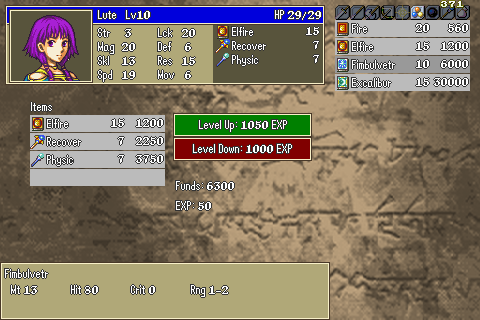 371
Lute Lv10 HP 29/29
Str 3 Lck 20
Mag 20 Def 6
Skl 13 Res 15
Spd 19 Mov 6
Elfire 15
Recover 7
Physic 7
Fire 20 560
Elfire 15 1200
Fimbulvetr 10 6000
Excalibur 15 30000
Items
Elfire 15 1200
Recover 7 2250
Physic 7 3750
Level Up: 1050 EXP
Level Down: 1000 EXP
Funds: 6300
EXP: 50
Fimbulvetr
Mt 13 Hit 80 Crit 0 Rng 1-2